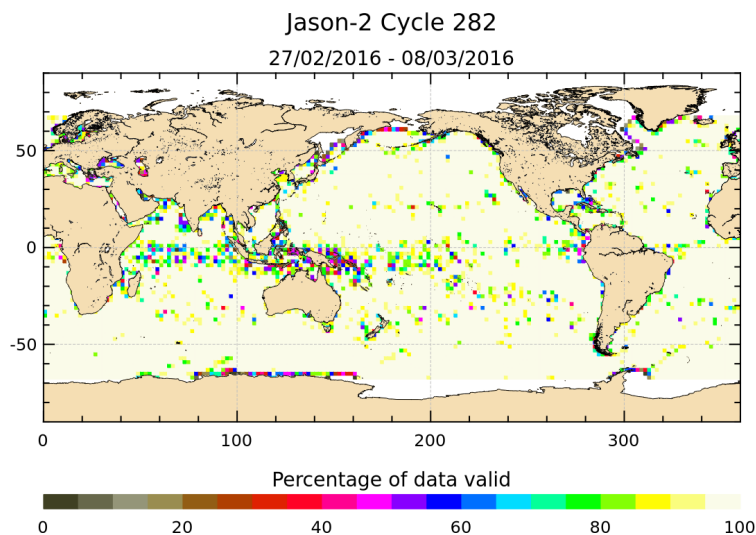 Jason-2 Cycle 282
27/02/2016 - 08/03/2016
50
0
-50
0 100 200 300
Percentage of data valid
0 20 40 60 80 100